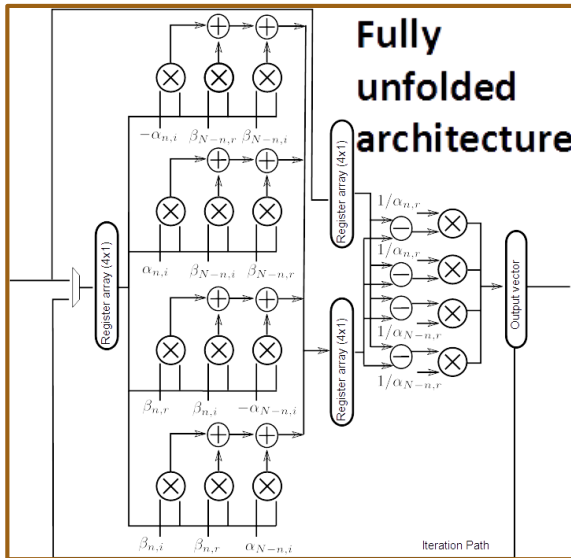 Fully
unfolded
architecture
-α_{n,i} β_{N-n,r} β_{N-n,i}
α_{n,i} β_{N-n,i} β_{N-n,r}
β_{n,r} β_{n,i} -α_{N-n,i}
β_{n,i} β_{n,r} α_{N-n,i}
Register array (4x1)
Register array (4x1)
Register array (4x1)
1/α_{n,r}
1/α_{n,r}
1/α_{N-n,r}
1/α_{N-n,r}
Output vector
Iteration Path